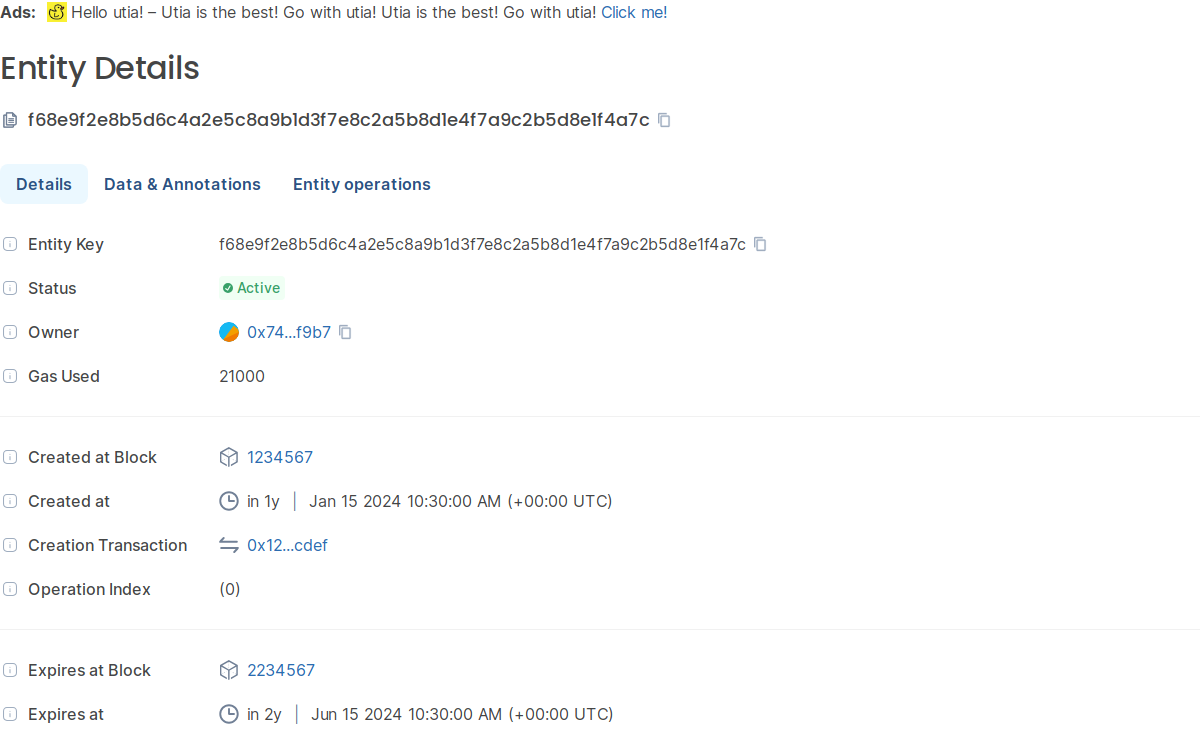 Ads: Hello utia! – Utia is the best! Go with utia! Utia is the best! Go with utia! Click me!
Entity Details
f68e9f2e8b5d6c4a2e5c8a9b1d3f7e8c2a5b8d1e4f7a9c2b5d8e1f4a7c
Details Data & Annotations Entity operations
Entity Key f68e9f2e8b5d6c4a2e5c8a9b1d3f7e8c2a5b8d1e4f7a9c2b5d8e1f4a7c
Status Active
Owner 0x74...f9b7
Gas Used 21000
Created at Block 1234567
Created at in 1y | Jan 15 2024 10:30:00 AM (+00:00 UTC)
Creation Transaction 0x12...cdef
Operation Index (0)
Expires at Block 2234567
Expires at in 2y | Jun 15 2024 10:30:00 AM (+00:00 UTC)